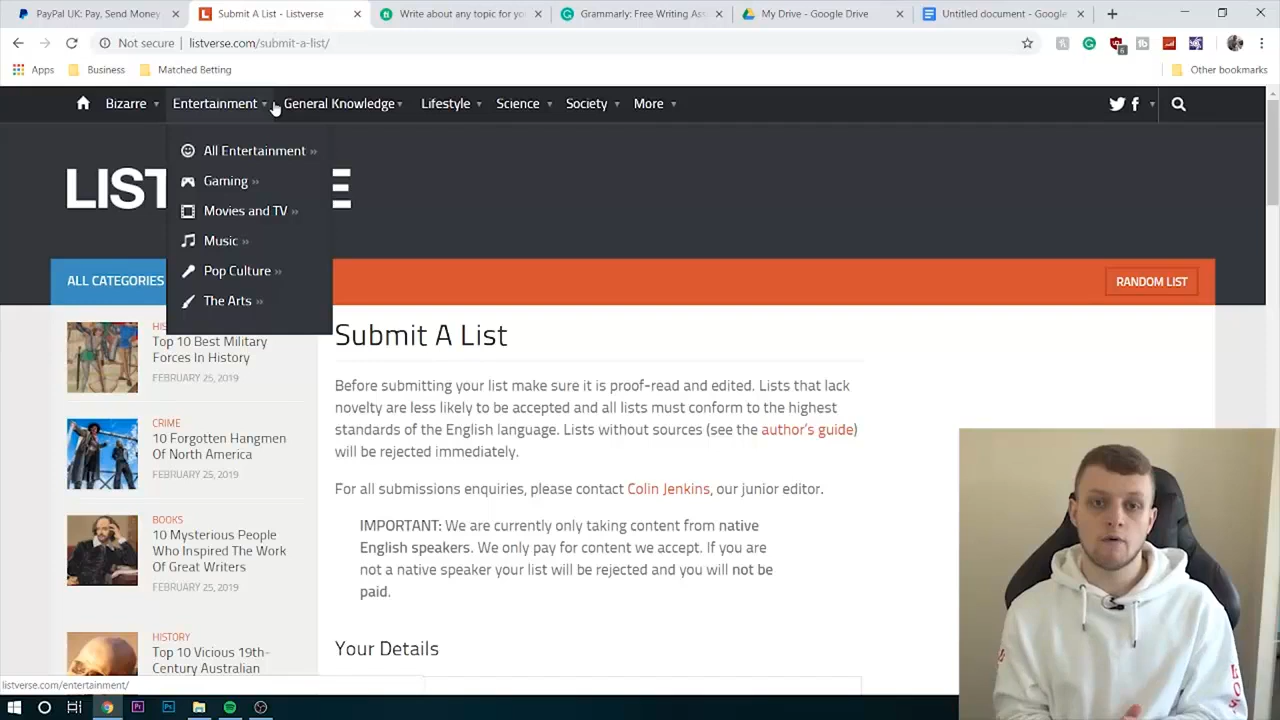 PayPal UK: Pay, Send Money
Submit A List - Listverse
Write about any topic for yo
Grammarly: Free Writing Ass
My Drive - Google Drive
Untitled document - Google
Not secure | listverse.com/submit-a-list/
Apps
Business
Matched Betting
Other bookmarks
Bizarre
Entertainment
General Knowledge
Lifestyle
Science
Society
More
All Entertainment »
Gaming »
Movies and TV »
Music »
Pop Culture »
The Arts »
LIST
E
ALL CATEGORIES
RANDOM LIST
HIS
Top 10 Best Military
Forces In History
FEBRUARY 25, 2019
CRIME
10 Forgotten Hangmen
Of North America
FEBRUARY 25, 2019
BOOKS
10 Mysterious People
Who Inspired The Work
Of Great Writers
FEBRUARY 25, 2019
HISTORY
Top 10 Vicious 19th-
Century Australian
Submit A List
Before submitting your list make sure it is proof-read and edited. Lists that lack
novelty are less likely to be accepted and all lists must conform to the highest
standards of the English language. Lists without sources (see the author's guide)
will be rejected immediately.
For all submissions enquiries, please contact Colin Jenkins, our junior editor.
IMPORTANT: We are currently only taking content from native
English speakers. We only pay for content we accept. If you are
not a native speaker your list will be rejected and you will not be
paid.
Your Details
listverse.com/entertainment/